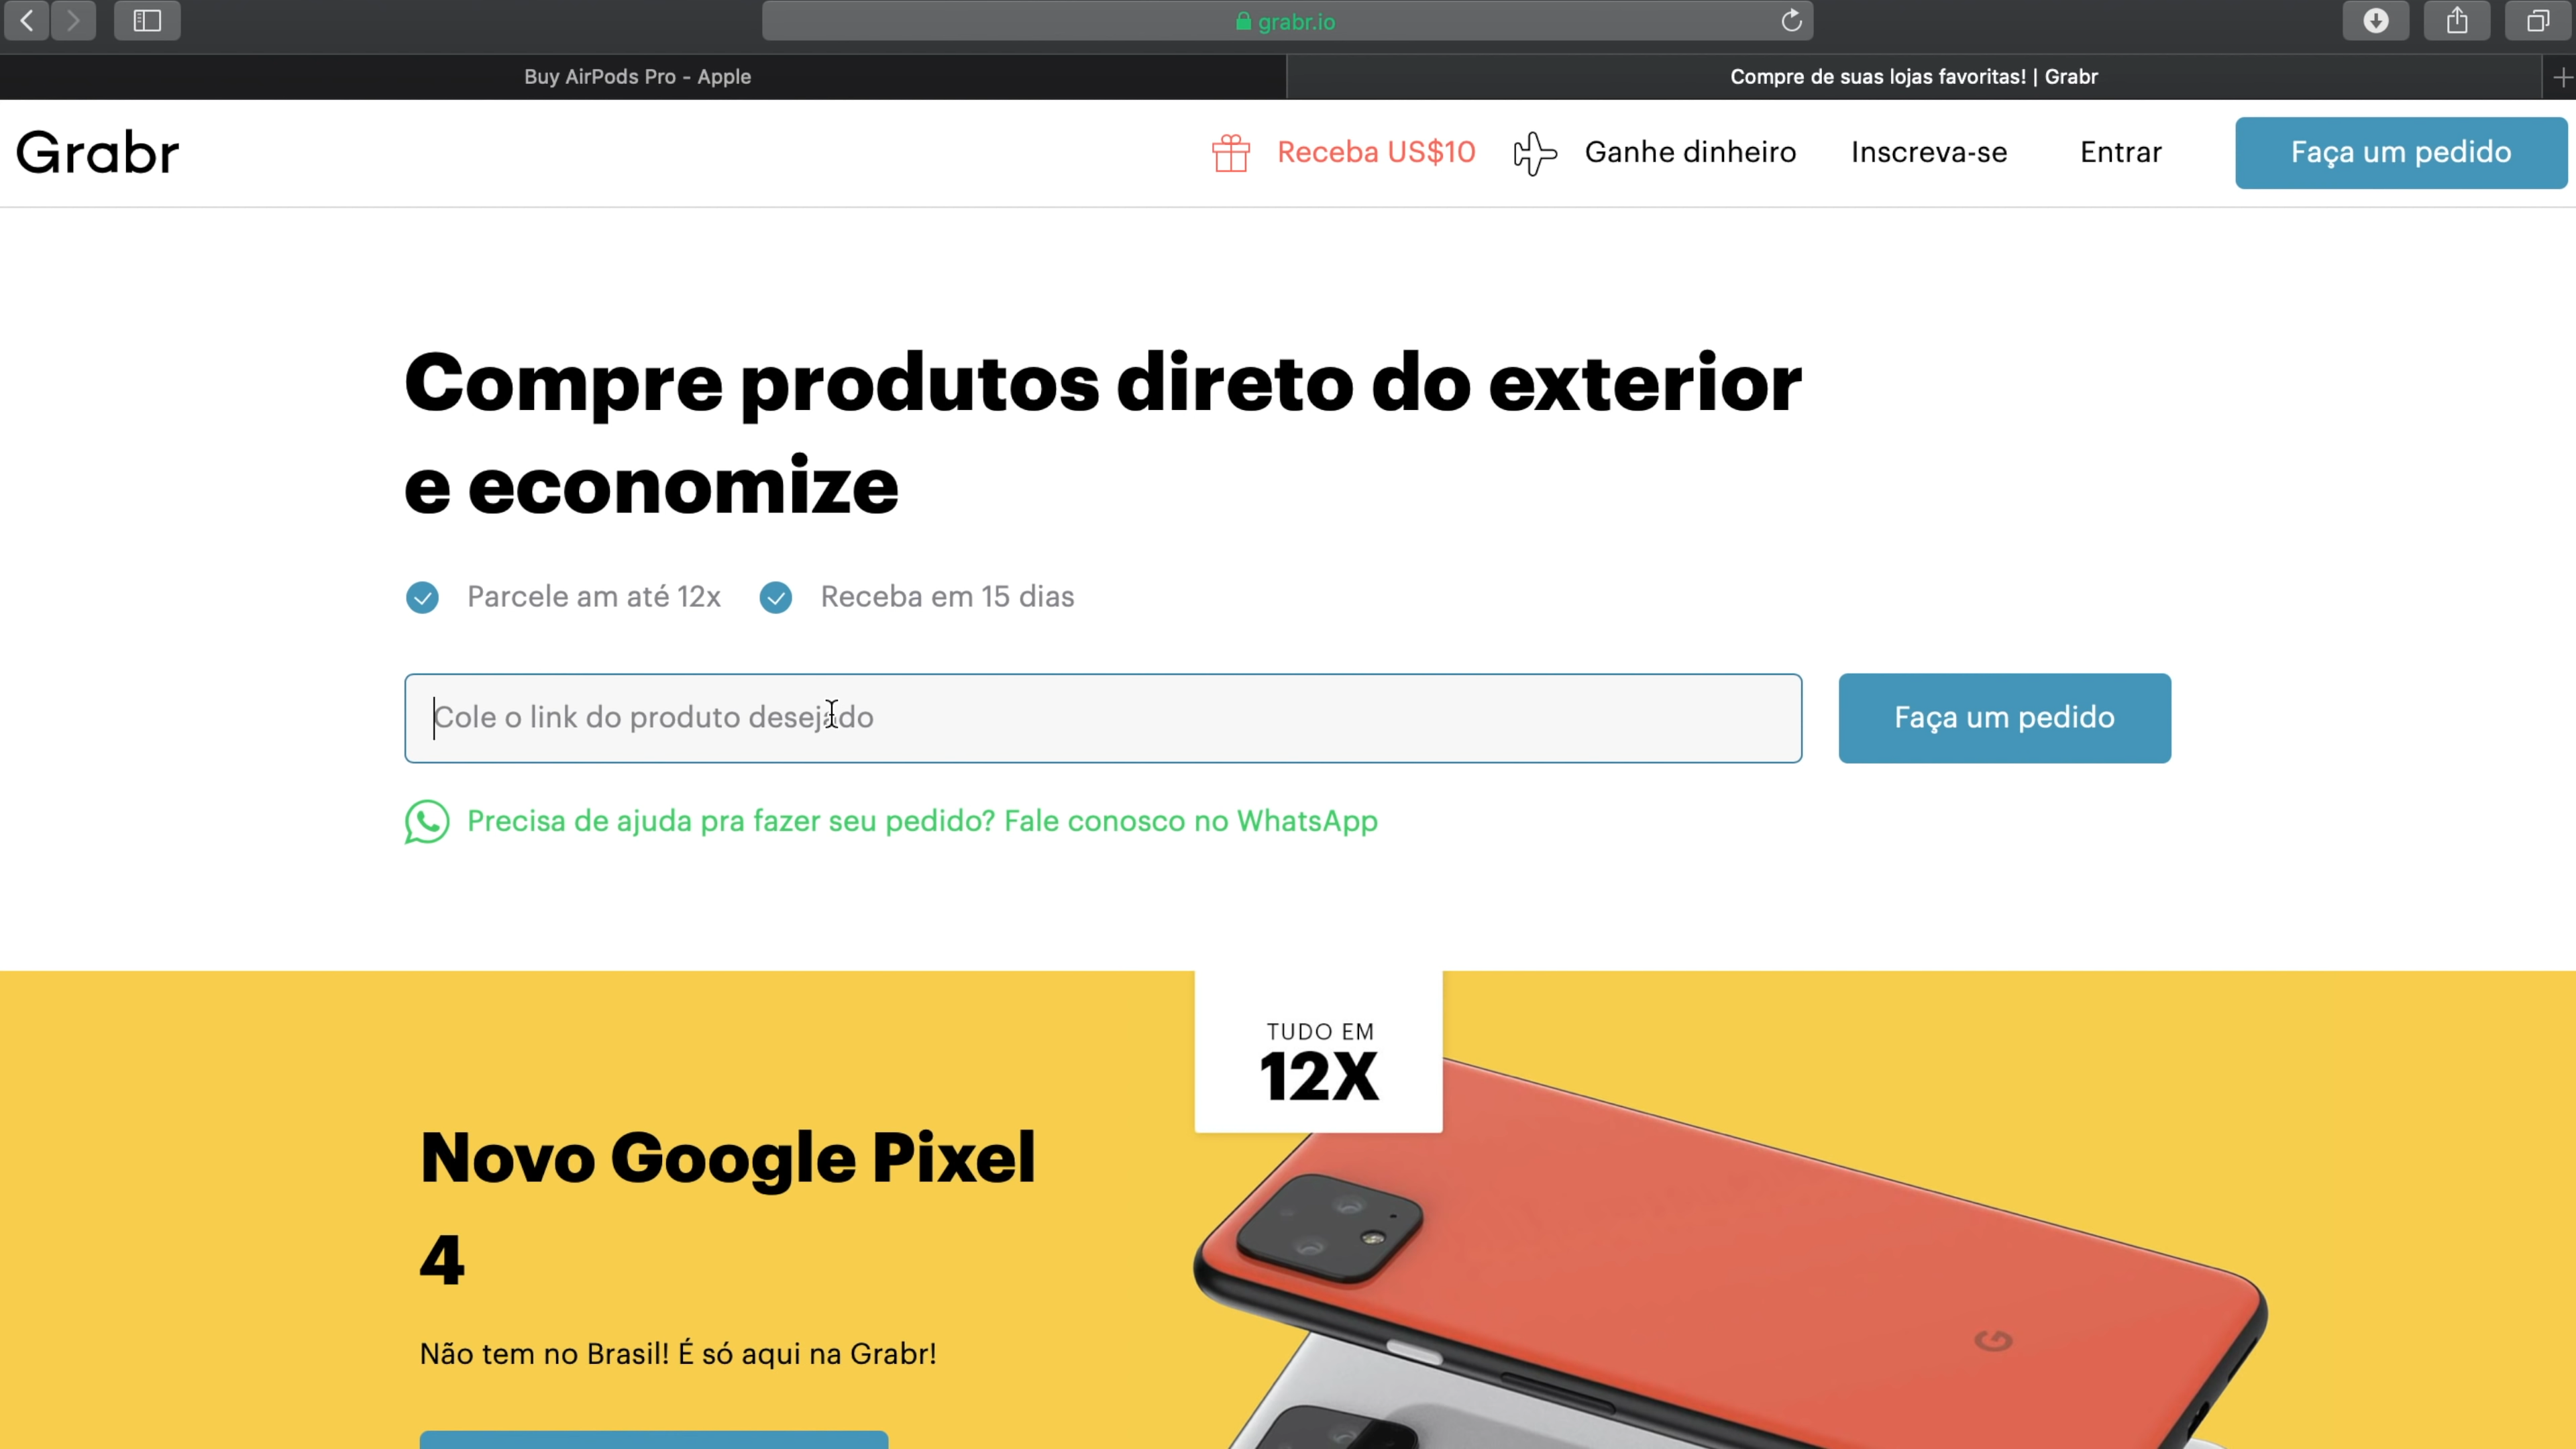 grabr.io
Buy AirPods Pro - Apple
Compre de suas lojas favoritas! | Grabr
Grabr
Receba US$10
Ganhe dinheiro
Inscreva-se
Entrar
Faça um pedido
Compre produtos direto do exterior
e economize
Parcele am até 12x
Receba em 15 dias
Cole o link do produto desejado
Faça um pedido
Precisa de ajuda pra fazer seu pedido? Fale conosco no WhatsApp
TUDO EM
12X
Novo Google Pixel
4
Não tem no Brasil! É só aqui na Grabr!
G